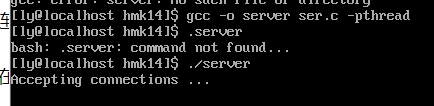 gcc: error: server: no such file or directory
[ly@localhost hmk14]$ gcc -o server ser.c -pthread
[ly@localhost hmk14]$ .server
bash: .server: command not found...
[ly@localhost hmk14]$ ./server
Accepting connections ...